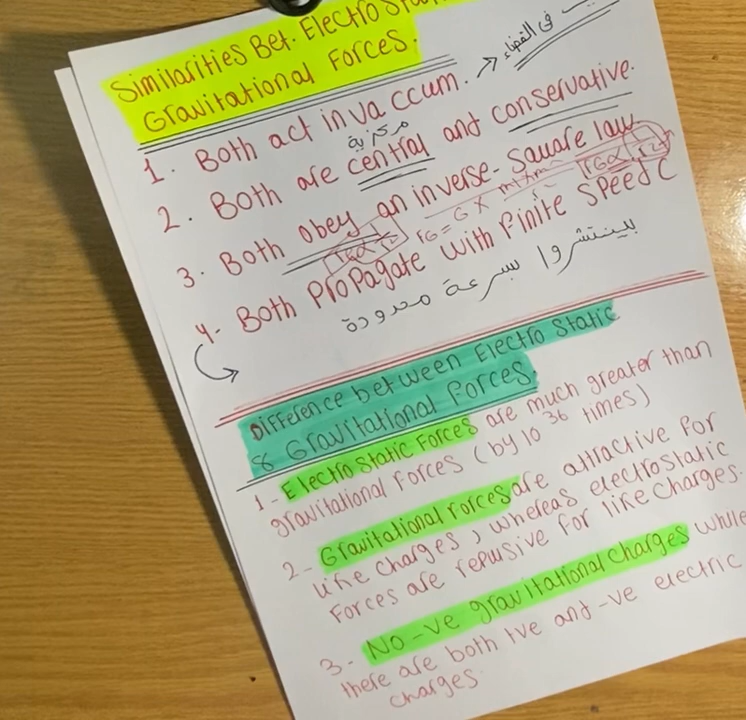 Similarities Bet. Electro
Gravitational Forces.
في الفضاء
1. Both act in va ccum.
مركزية
2. Both are central and conservative.
3. Both obey an inverse-square law
FG = G x
4- Both propagate with finite speed C
بينتشروا بسرعة محدودة
Difference between Electro Static
& Gravitational Forces.
1- Electro Static Forces are much greater than
gravitational Forces (by 10 36 times)
2- Gravitational Forces are attractive For
like charges, whereas electrostatic
Forces are repulsive for like charges.
3- No -ve gravitational charges while
there are both +ve and -ve electric
charges.